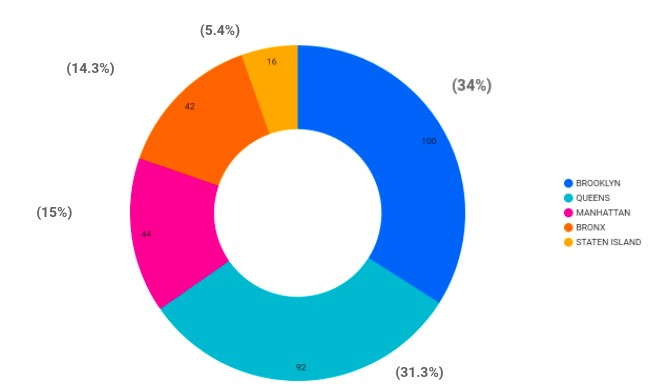 (5.4%)
(14.3%)
16
(34%)
42
100
(15%)
44
92
(31.3%)
BROOKLYN
QUEENS
MANHATTAN
BRONX
STATEN ISLAND